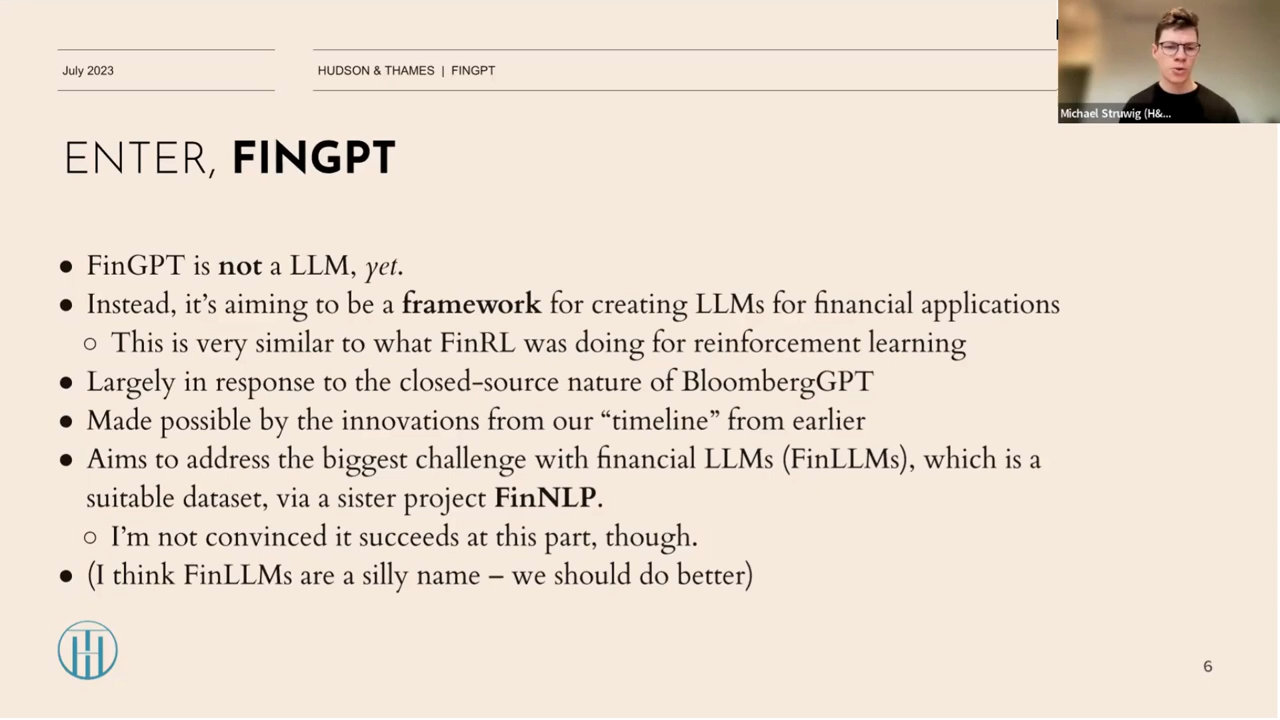 July 2023
HUDSON & THAMES | FINGPT
Michael Struwig (H&...
ENTER, FINGPT
● FinGPT is not a LLM, yet.
● Instead, it’s aiming to be a framework for creating LLMs for financial applications
○ This is very similar to what FinRL was doing for reinforcement learning
● Largely in response to the closed-source nature of BloombergGPT
● Made possible by the innovations from our “timeline” from earlier
● Aims to address the biggest challenge with financial LLMs (FinLLMs), which is a
suitable dataset, via a sister project FinNLP.
○ I’m not convinced it succeeds at this part, though.
● (I think FinLLMs are a silly name – we should do better)
6